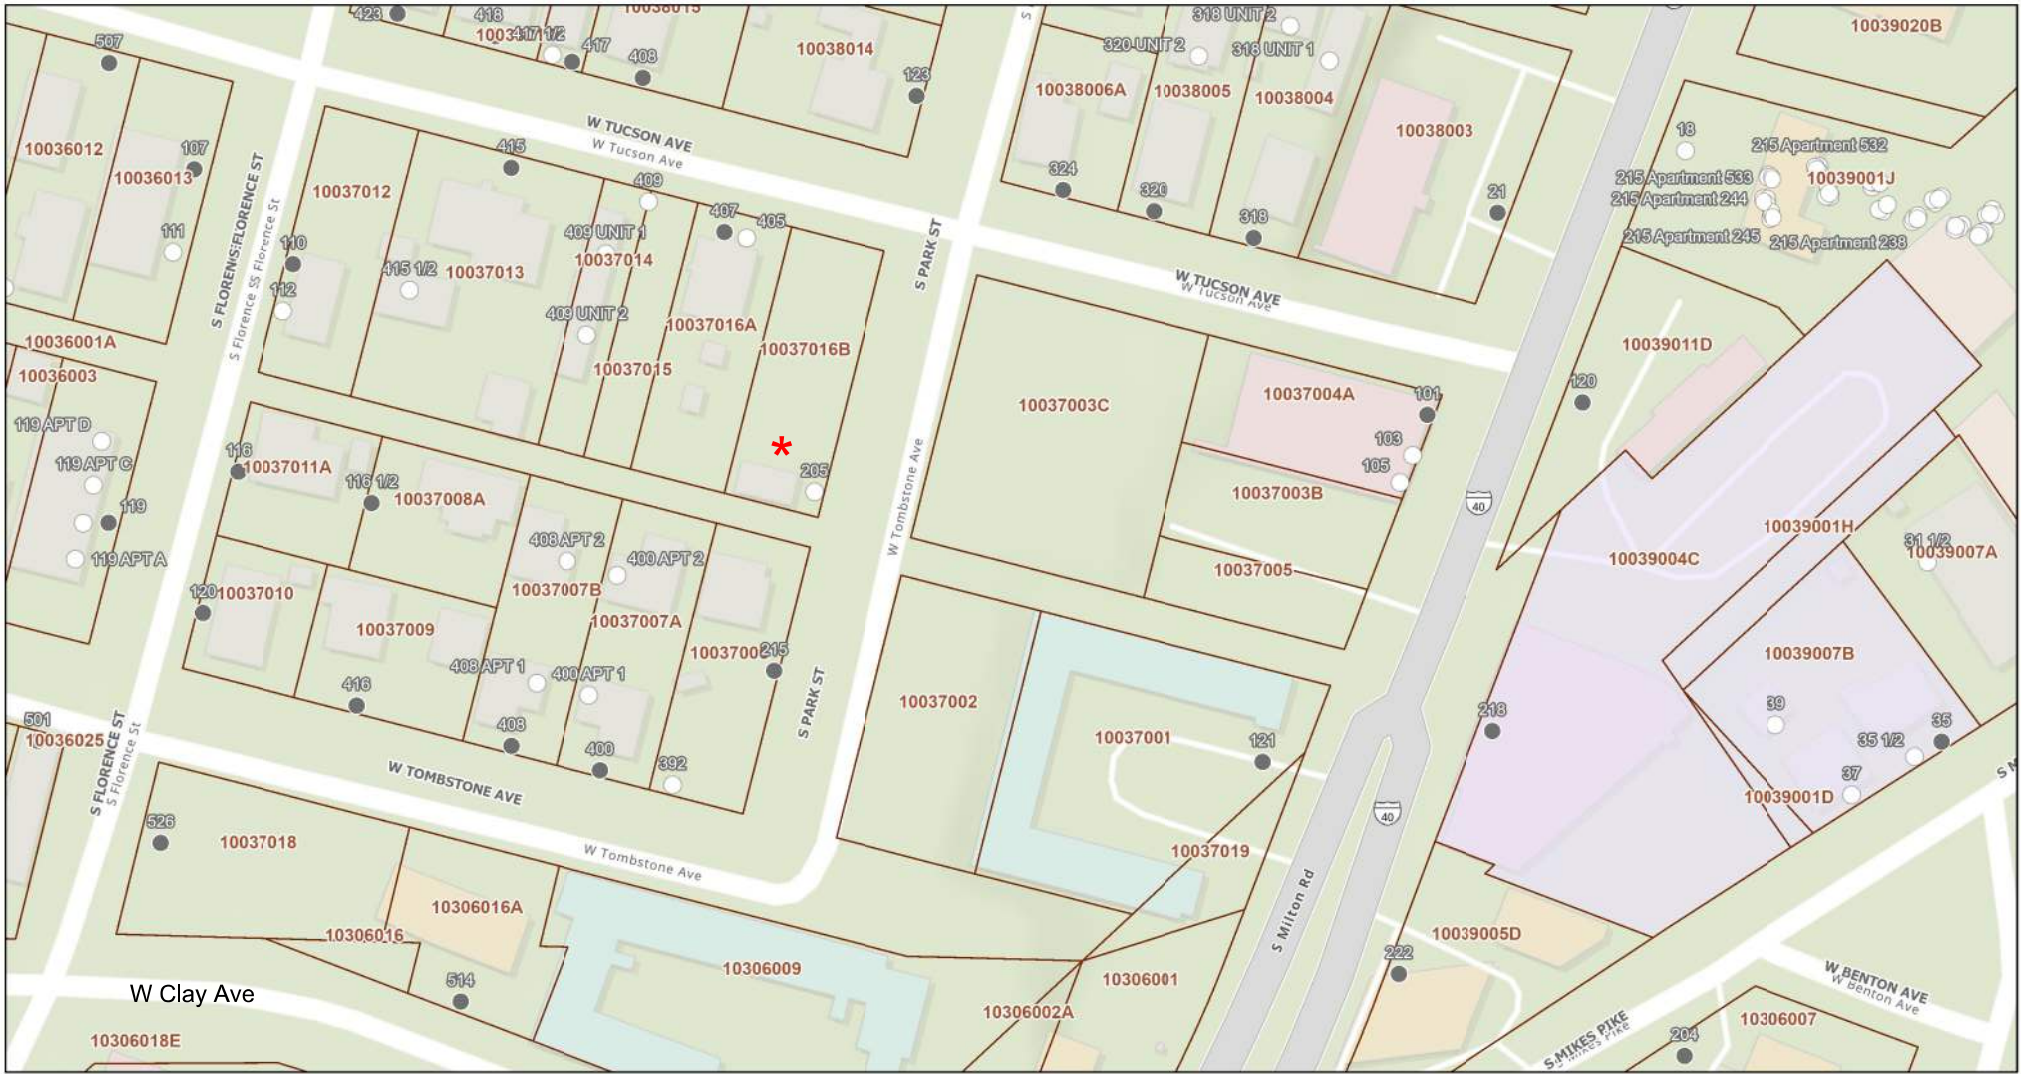 423
418
10038015
417 1/2
417
408
10038014
123
318 UNIT 2
320 UNIT 2
318 UNIT 1
10038006A
10038005
10038004
10038003
10039020B
507
10036012
107
10036013
111
S FLORENCE ST
S Florence St
10037012
110
112
415
W TUCSON AVE
W Tucson Ave
409
407
405
409 UNIT 1
10037014
415 1/2
10037013
409 UNIT 2
10037016A
10037015
10037016B
S PARK ST
324
320
318
21
W TUCSON AVE
W Tucson Ave
18
215 Apartment 532
215 Apartment 533
10039001J
215 Apartment 244
215 Apartment 245
215 Apartment 238
10039011D
120
10036001A
10036003
119 APT D
119 APT C
119
119 APT A
116
10037011A
116 1/2
10037008A
*
205
10037003C
10037004A
101
103
105
10037003B
10037005
W Tombstone Ave
40
408 APT 2
400 APT 2
10037007B
10037007A
120
10037010
10037009
408 APT 1
400 APT 1
215
416
408
400
392
S PARK ST
10037002
10037001
121
10037019
10039004C
10039001H
31 1/2
10039007A
10039007B
218
39
35
35 1/2
37
10039001D
501
10036025
S FLORENCE ST
S Florence St
W TOMBSTONE AVE
W Tombstone Ave
526
10037018
10306016A
10306016
514
10306009
10306001
10306002A
S Milton Rd
40
222
10039005D
W Clay Ave
10306018E
W BENTON AVE
W Benton Ave
S MIKES PIKE
204
10306007